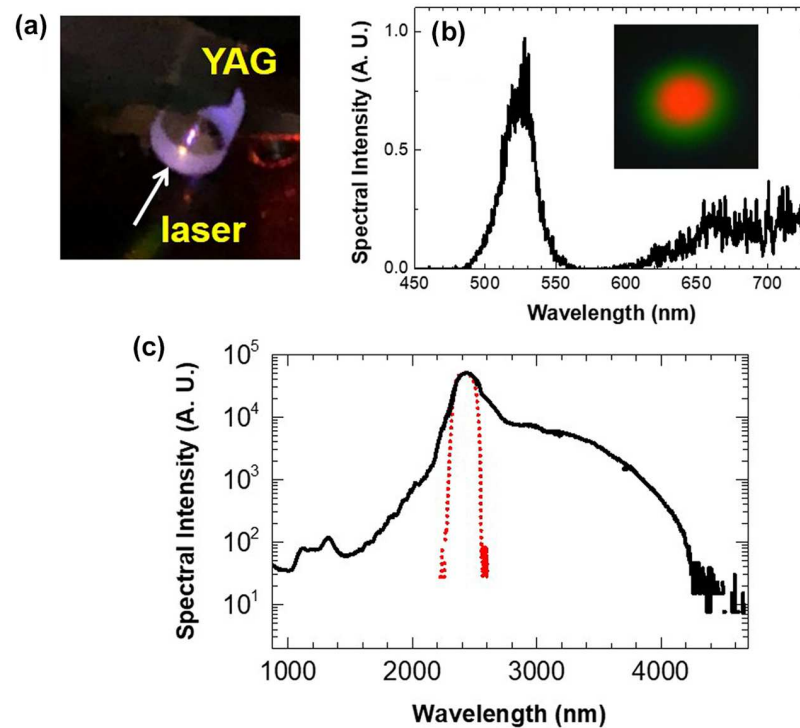 (a)
YAG
laser
(b)
Spectral Intensity (A. U.)
1.0
0.5
0.0
450 500 550 600 650 700
Wavelength (nm)
(c)
Spectral Intensity (A. U.)
10^5
10^4
10^3
10^2
10^1
1000 2000 3000 4000
Wavelength (nm)